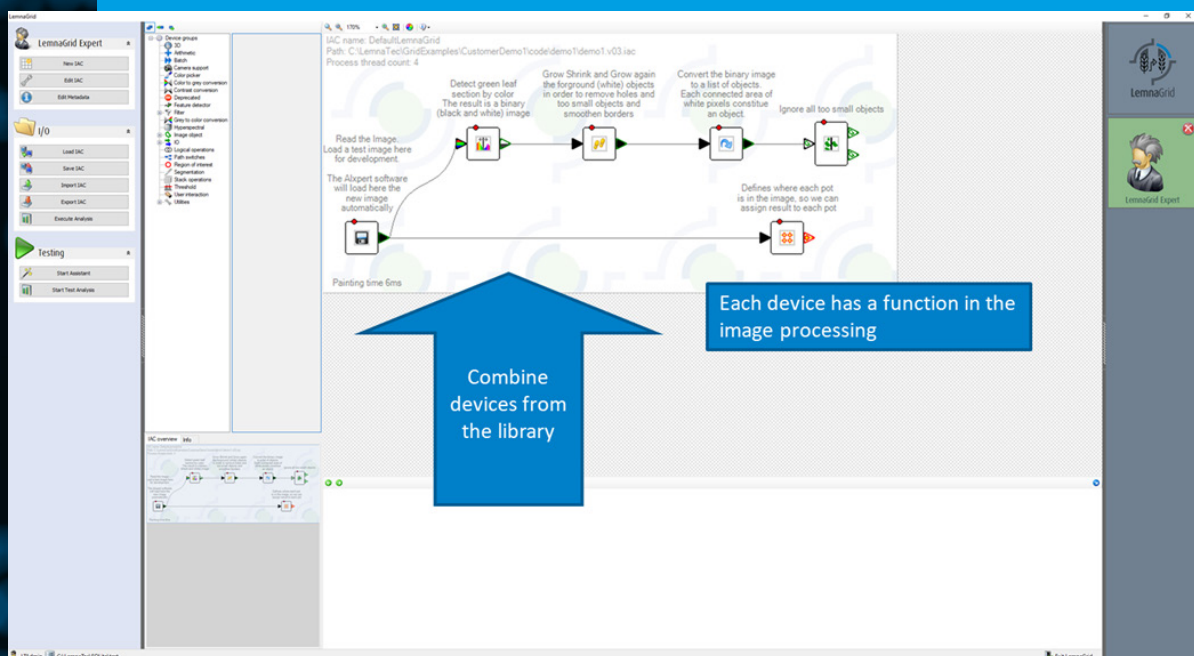 LemnaGrid
LemnaGrid Expert
New IAC
Edit IAC
Edit Metadata
I/O
Load IAC
Save IAC
Import IAC
Export IAC
Execute Analysis
Testing
Start Assistant
Start Test Analysis
Device groups
3D
Arithmetic
Batch
Camera support
Color picker
Color to grey conversion
Contrast conversion
Deprecated
Feature detector
Filter
Grey to color conversion
Hyperspectral
Image object
IO
Logical operations
Path switches
Region of interest
Segmentation
Stack operations
Threshold
User interaction
Utilities
IAC overview Info
170%
IAC name: DefaultLemnaGrid
Path: C:\LemnaTec\GridExamples\CustomerDemo1\code\demo1\demo1.v03.iac
Process thread count: 4
Read the Image.
Load a test image here
for development.
The AIxpert software
will load here the
new image
automatically
Detect green leaf
section by color
The result is a binary
(black and white) image
Grow Shrink and Grow again
the forground (white) objects
in order to remove holes and
too small objects and
smoothen borders
Convert the binary image
to a list of objects.
Each connected area of
white pixels constitute
an object.
Ignore all too small objects
Defines where each pot
is in the image, so we can
assign result to each pot
Painting time 6ms
Combine
devices from
the library
Each device has a function in the
image processing
LemnaGrid
LemnaGrid Expert
Exit LemnaGrid